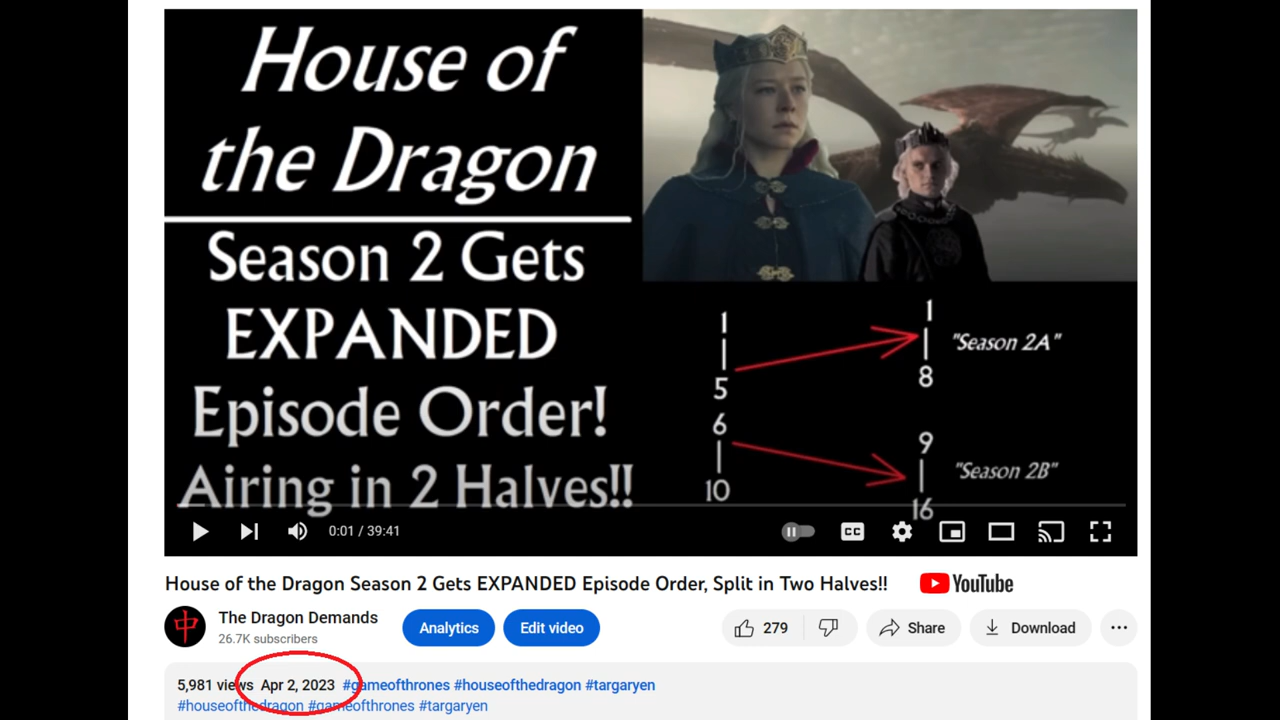 House of
the Dragon
Season 2 Gets
EXPANDED
Episode Order!
Airing in 2 Halves!!
1
5
6
10
1
8
"Season 2A"
9
16
"Season 2B"
0:01 / 39:41
CC
House of the Dragon Season 2 Gets EXPANDED Episode Order, Split in Two Halves!!
YouTube
中
The Dragon Demands
26.7K subscribers
Analytics
Edit video
279
Share
Download
5,981 views Apr 2, 2023 #gameofthrones #houseofthedragon #targaryen
#houseofthedragon #gameofthrones #targaryen